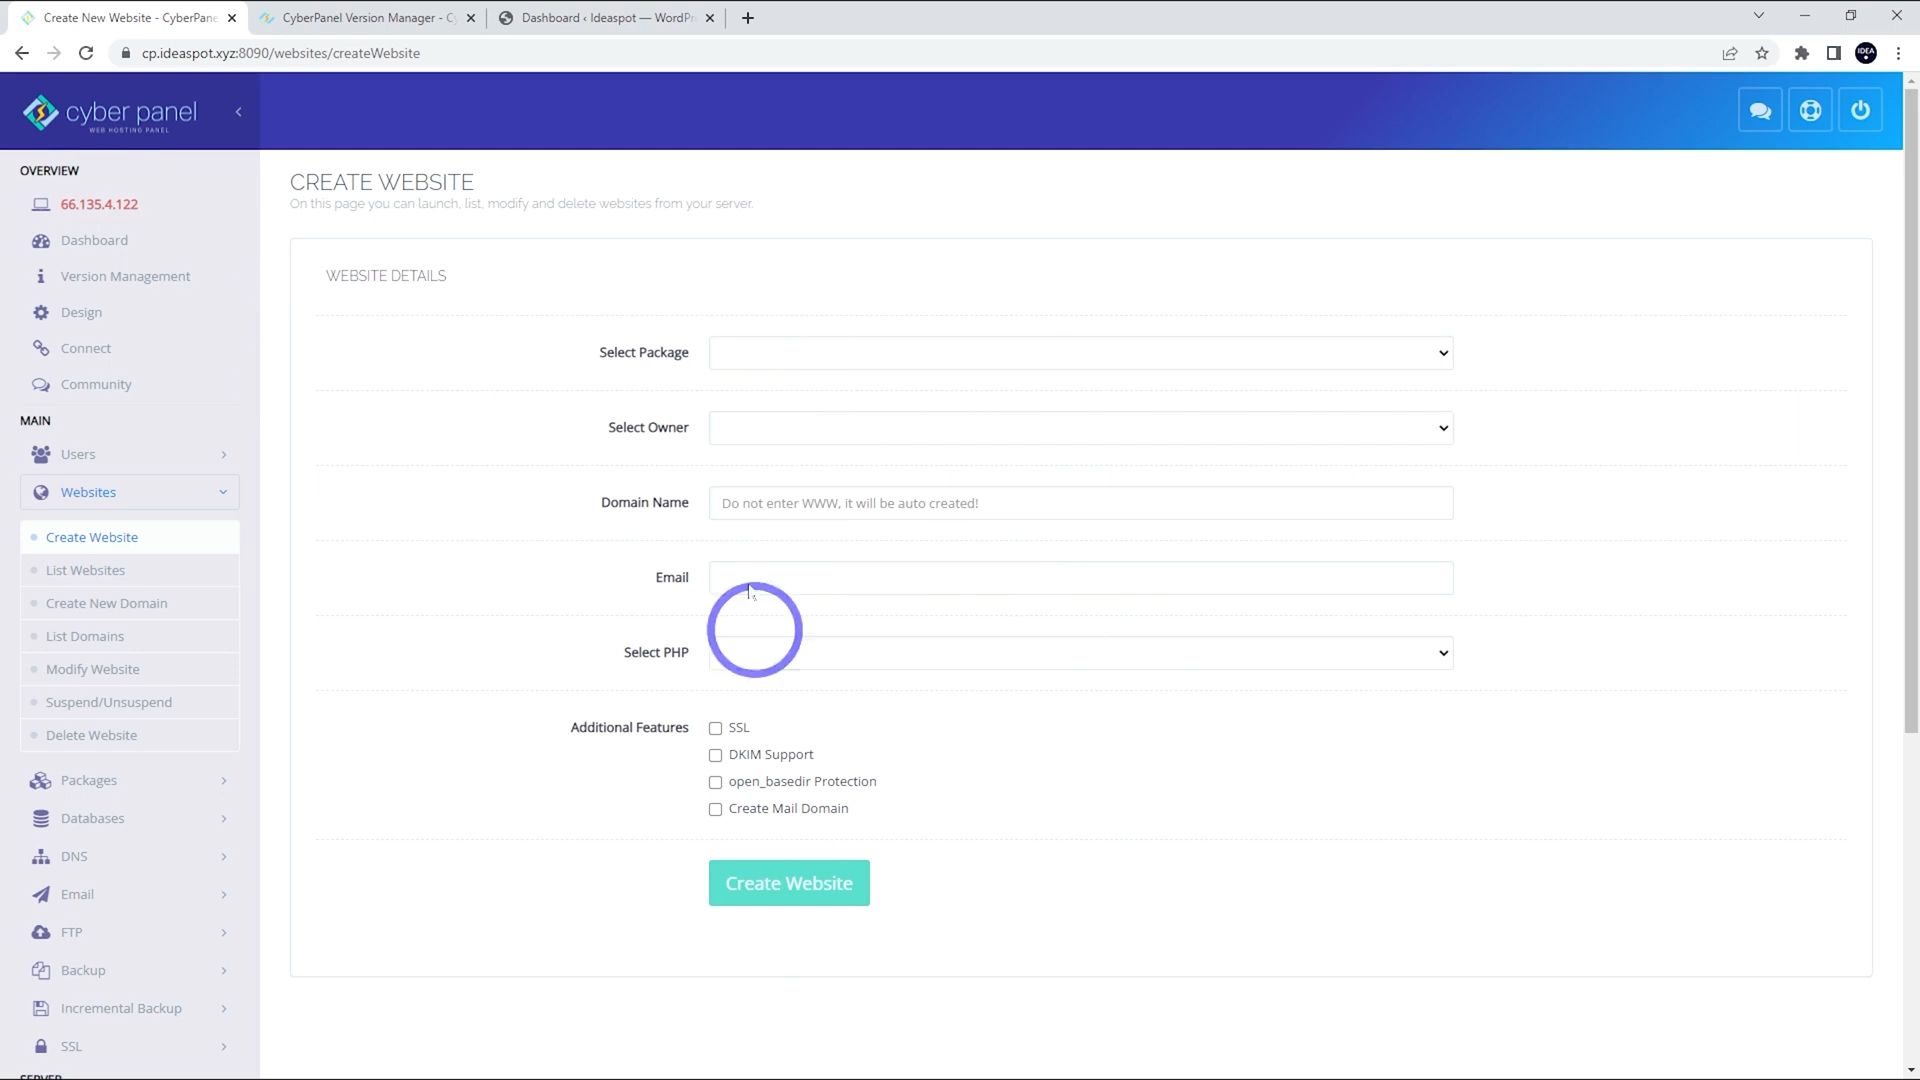 Create New Website - CyberPane
CyberPanel Version Manager - Cy
Dashboard ‹ Ideaspot — WordPr
cp.ideaspot.xyz:8090/websites/createWebsite
IDEA
cyber panel
WEB HOSTING PANEL
OVERVIEW
66.135.4.122
Dashboard
Version Management
Design
Connect
Community
MAIN
Users
Websites
Create Website
List Websites
Create New Domain
List Domains
Modify Website
Suspend/Unsuspend
Delete Website
Packages
Databases
DNS
Email
FTP
Backup
Incremental Backup
SSL
SERVER
CREATE WEBSITE
On this page you can launch, list, modify and delete websites from your server.
WEBSITE DETAILS
Select Package
Select Owner
Domain Name
Do not enter WWW, it will be auto created!
Email
Select PHP
Additional Features
SSL
DKIM Support
open_basedir Protection
Create Mail Domain
Create Website